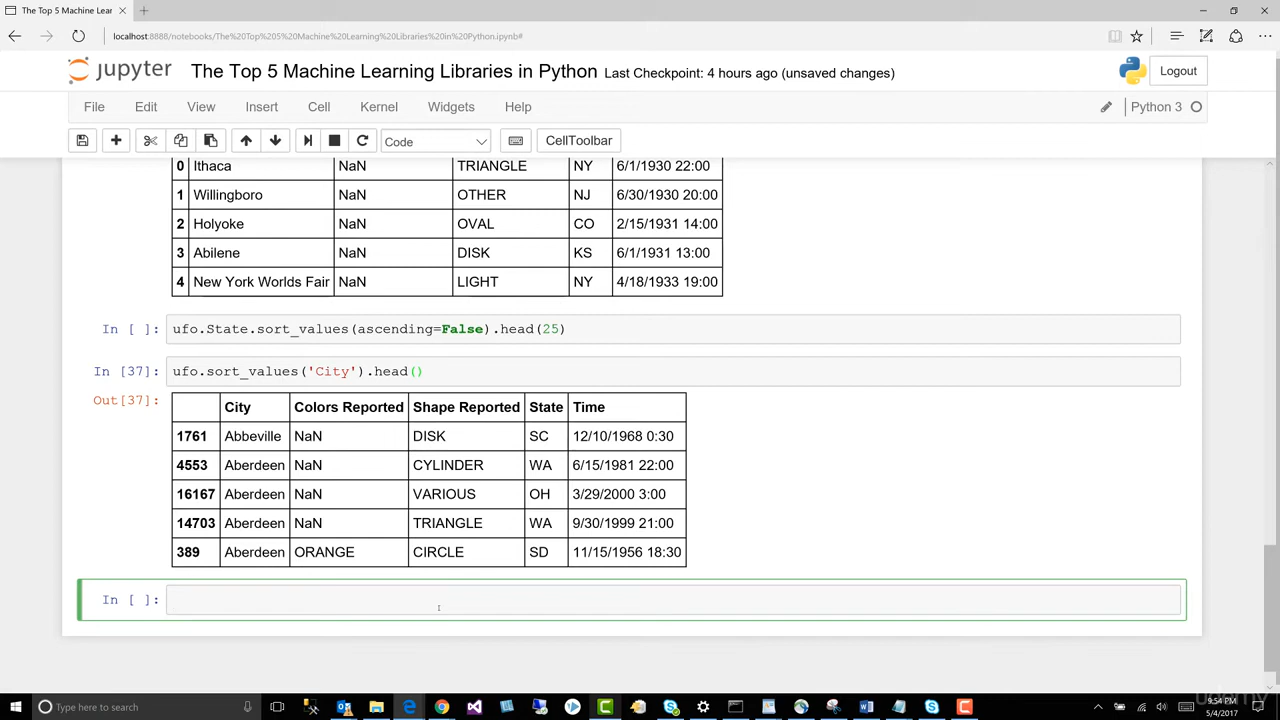 The Top 5 Machine Lear
localhost:8888/notebooks/The%20Top%205%20Machine%20Learning%20Libraries%20in%20Python.ipynb#
jupyter The Top 5 Machine Learning Libraries in Python Last Checkpoint: 4 hours ago (unsaved changes) Logout
File Edit View Insert Cell Kernel Widgets Help Python 3
Code CellToolbar
0 Ithaca NaN TRIANGLE NY 6/1/1930 22:00
1 Willingboro NaN OTHER NJ 6/30/1930 20:00
2 Holyoke NaN OVAL CO 2/15/1931 14:00
3 Abilene NaN DISK KS 6/1/1931 13:00
4 New York Worlds Fair NaN LIGHT NY 4/18/1933 19:00
In [ ]: ufo.State.sort_values(ascending=False).head(25)
In [37]: ufo.sort_values('City').head()
Out[37]:
City Colors Reported Shape Reported State Time
1761 Abbeville NaN DISK SC 12/10/1968 0:30
4553 Aberdeen NaN CYLINDER WA 6/15/1981 22:00
16167 Aberdeen NaN VARIOUS OH 3/29/2000 3:00
14703 Aberdeen NaN TRIANGLE WA 9/30/1999 21:00
389 Aberdeen ORANGE CIRCLE SD 11/15/1956 18:30
In [ ]:
udemy
Type here to search 9:54 PM
5/4/2017